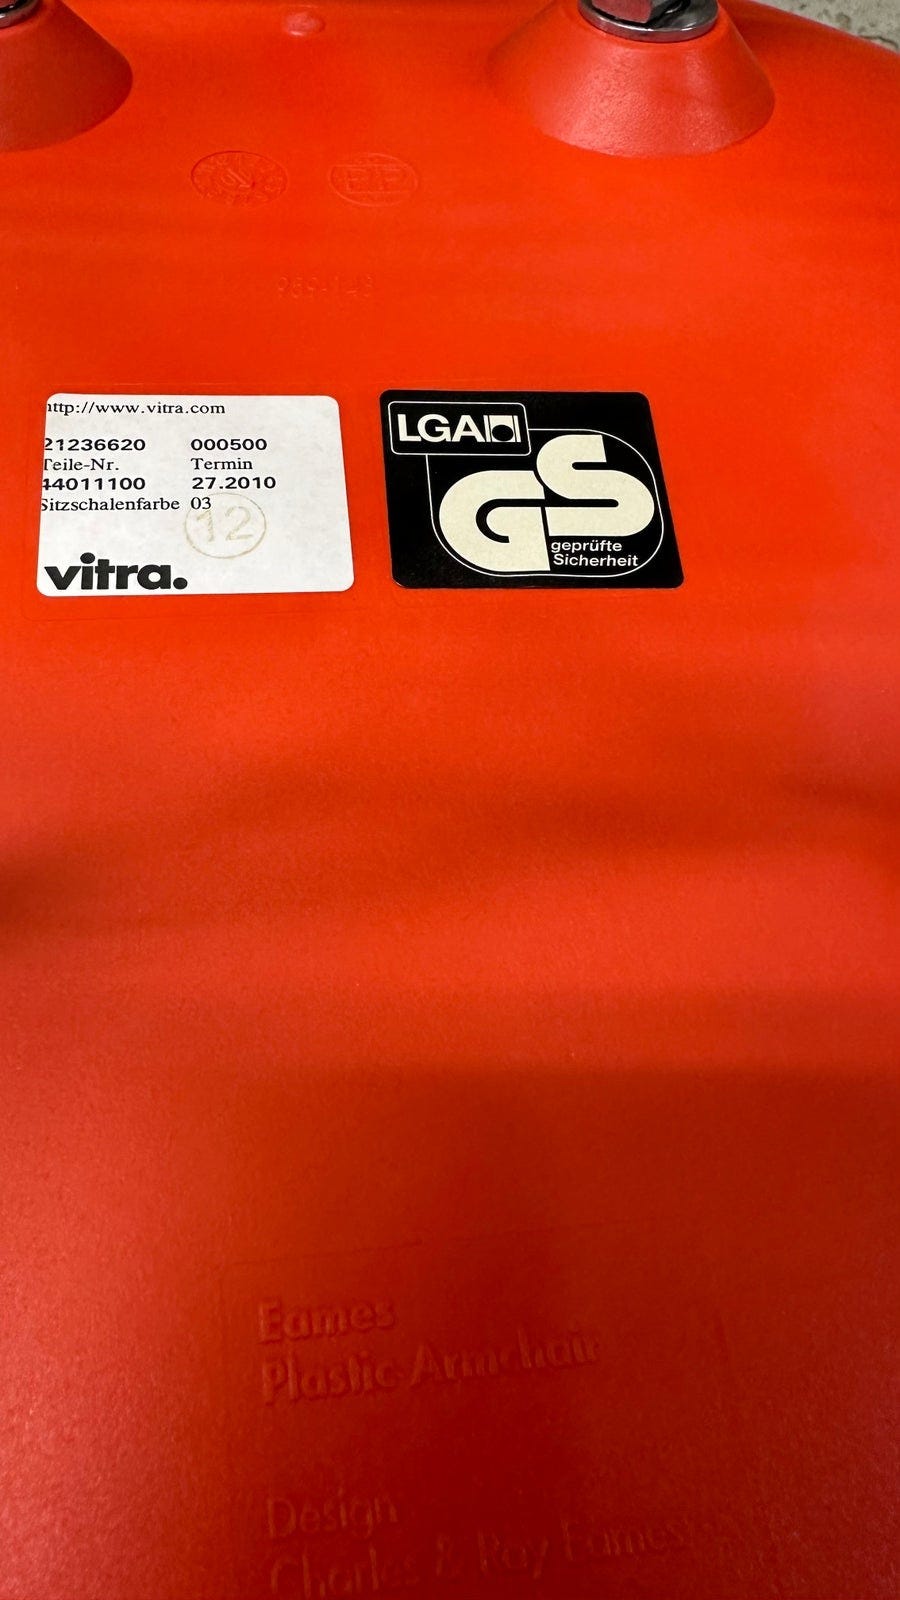 http://www.vitra.com
21236620 000500
Teile-Nr. Termin
44011100 27.2010
Sitzschalenfarbe 03
12
vitra.
LGA
GS
geprüfte
Sicherheit
Eames
Plastic Armchair
Design
Charles & Ray Eames